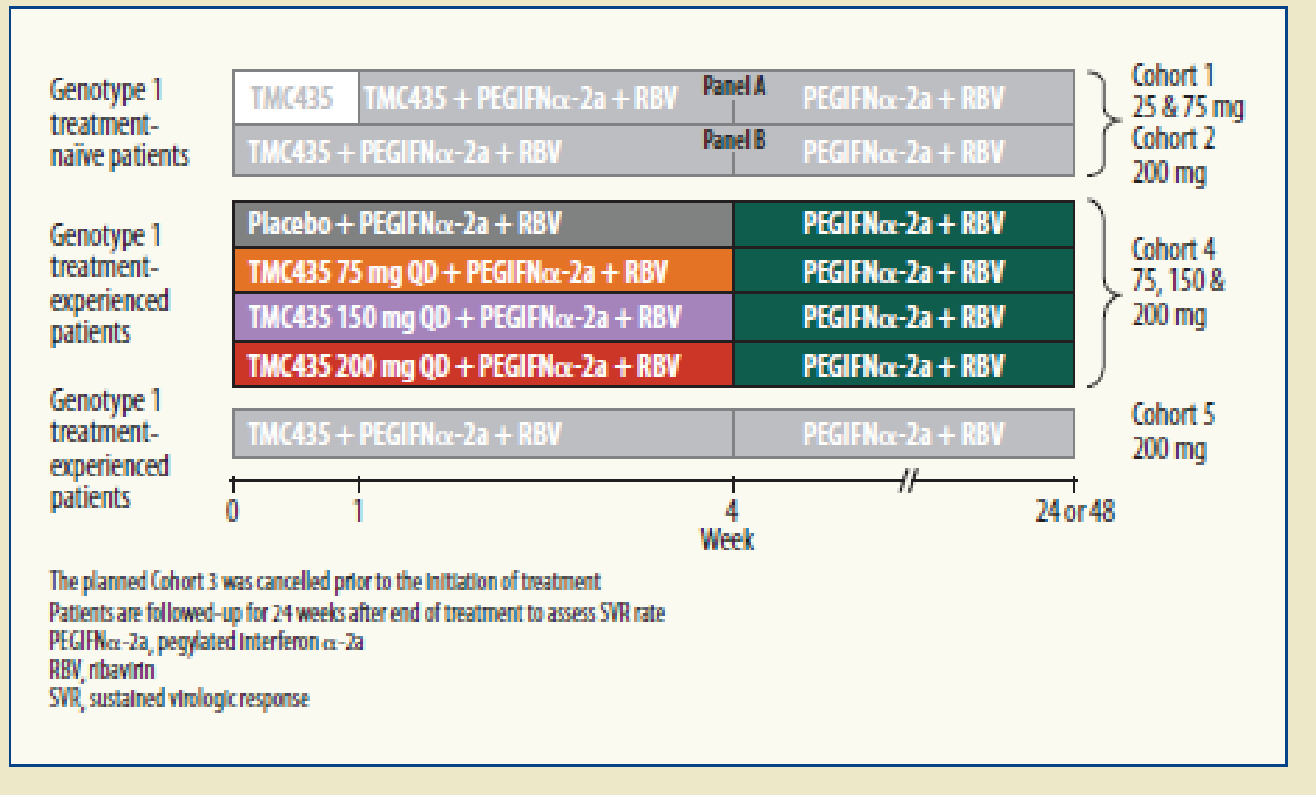 Genotype 1
treatment-
naïve patients
TMC435
TMC435 + PEGIFNα-2a + RBV
Panel A
PEGIFNα-2a + RBV
TMC435 + PEGIFNα-2a + RBV
Panel B
PEGIFNα-2a + RBV
Cohort 1
25 & 75 mg
Cohort 2
200 mg
Genotype 1
treatment-
experienced
patients
Placebo + PEGIFNα-2a + RBV
PEGIFNα-2a + RBV
TMC435 75 mg QD + PEGIFNα-2a + RBV
PEGIFNα-2a + RBV
TMC435 150 mg QD + PEGIFNα-2a + RBV
PEGIFNα-2a + RBV
TMC435 200 mg QD + PEGIFNα-2a + RBV
PEGIFNα-2a + RBV
Cohort 4
75, 150 &
200 mg
Genotype 1
treatment-
experienced
patients
TMC435 + PEGIFNα-2a + RBV
PEGIFNα-2a + RBV
Cohort 5
200 mg
0 1 4 24 or 48
Week
The planned Cohort 3 was cancelled prior to the initiation of treatment
Patients are followed-up for 24 weeks after end of treatment to assess SVR rate
PEGIFNα-2a, pegylated interferon α-2a
RBV, ribavirin
SVR, sustained virologic response